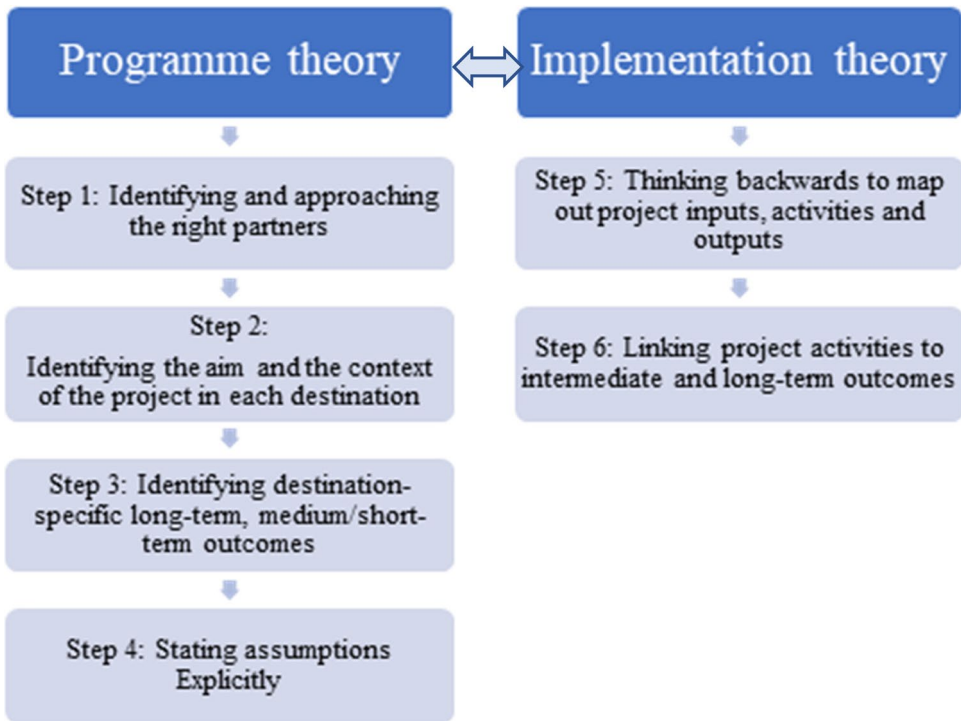 Programme theory
Implementation theory
Step 1: Identifying and approaching
the right partners
Step 2:
Identifying the aim and the context
of the project in each destination
Step 3: Identifying destination-
specific long-term, medium/short-
term outcomes
Step 4: Stating assumptions
Explicitly
Step 5: Thinking backwards to map
out project inputs, activities and
outputs
Step 6: Linking project activities to
intermediate and long-term outcomes